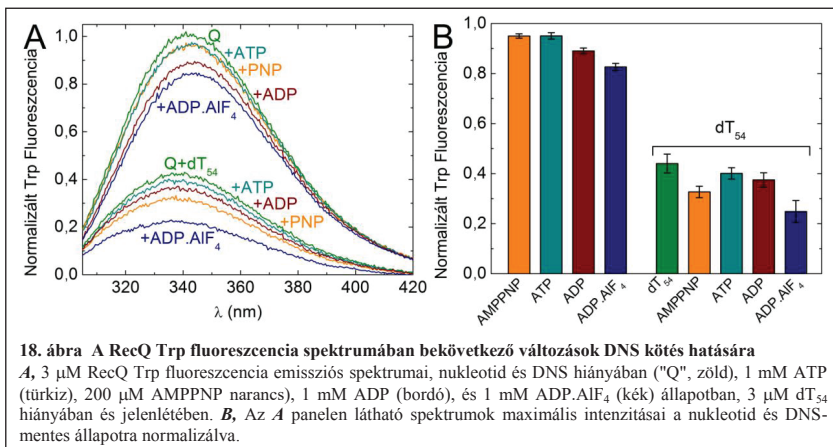 A
Normalizált Trp Fluoreszcencia
1,0
0,8
0,6
0,4
0,2
0,0
Q
+ATP
+PNP
+ADP
+ADP.AlF4
Q+dT54
+ATP
+ADP
+PNP
+ADP.AlF4
320 340 360 380 400 420
λ (nm)
B
Normalizált Trp Fluoreszcencia
1,0
0,8
0,6
0,4
0,2
0,0
dT54
AMPPNP
ATP
ADP
ADP.AlF4
dT54
AMPPNP
ATP
ADP
ADP.AlF4
18. ábra A RecQ Trp fluoreszcencia spektrumában bekövetkező változások DNS kötés hatására
A, 3 μM RecQ Trp fluoreszcencia emissziós spektrumai, nukleotid és DNS hiányában ("Q", zöld), 1 mM ATP
(türkiz), 200 μM AMPPNP narancs), 1 mM ADP (bordó), és 1 mM ADP.AlF4 (kék) állapotban, 3 μM dT54
hiányában és jelenlétében. B, Az A panelen látható spektrumok maximális intenzitásai a nukleotid és DNS-
mentes állapotra normalizálva.